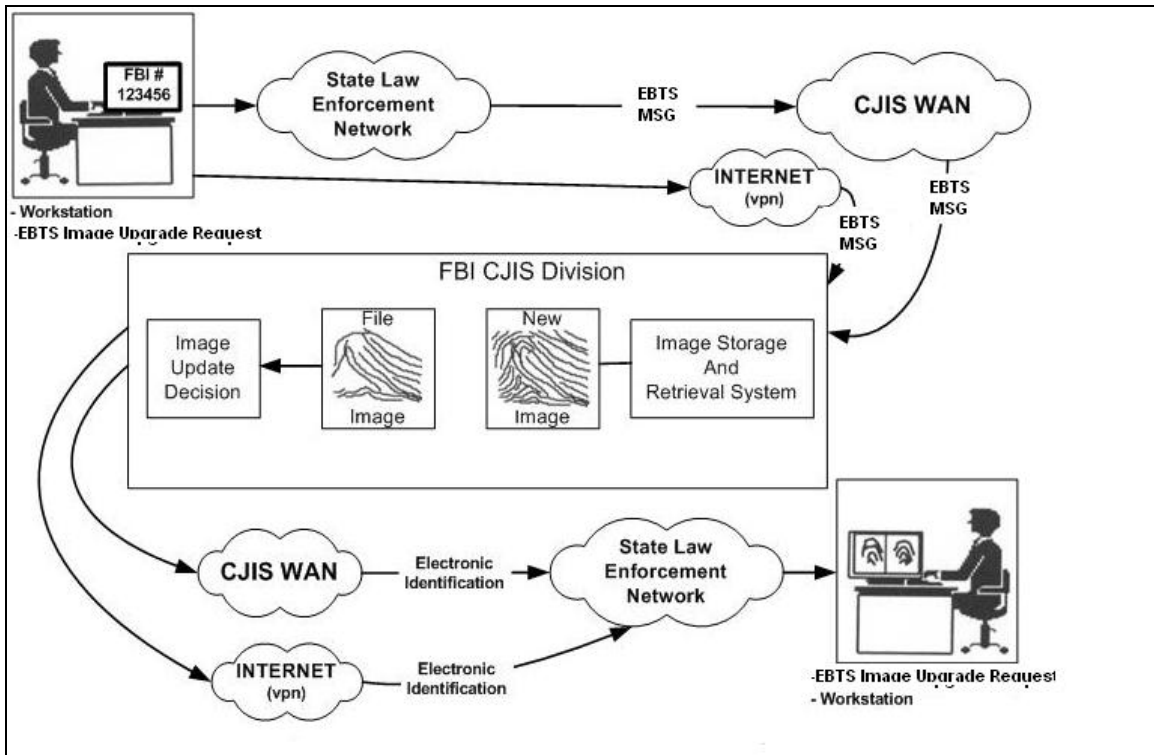 FBI #
123456
State Law
Enforcement
Network
EBTS
MSG
CJIS WAN
INTERNET
(vpn)
EBTS
MSG
EBTS
MSG
- Workstation
-EBTS Image Upgrade Request
FBI CJIS Division
Image
Update
Decision
File
Image
New
Image
Image Storage
And
Retrieval System
CJIS WAN
Electronic
Identification
State Law
Enforcement
Network
INTERNET
(vpn)
Electronic
Identification
-EBTS Image Upgrade Request
- Workstation